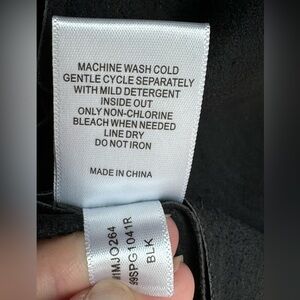 MACHINE WASH COLD
GENTLE CYCLE SEPARATELY
WITH MILD DETERGENT
INSIDE OUT
ONLY NON-CHLORINE
BLEACH WHEN NEEDED
LINE DRY
DO NOT IRON
MADE IN CHINA
99SPG1041R
BLK